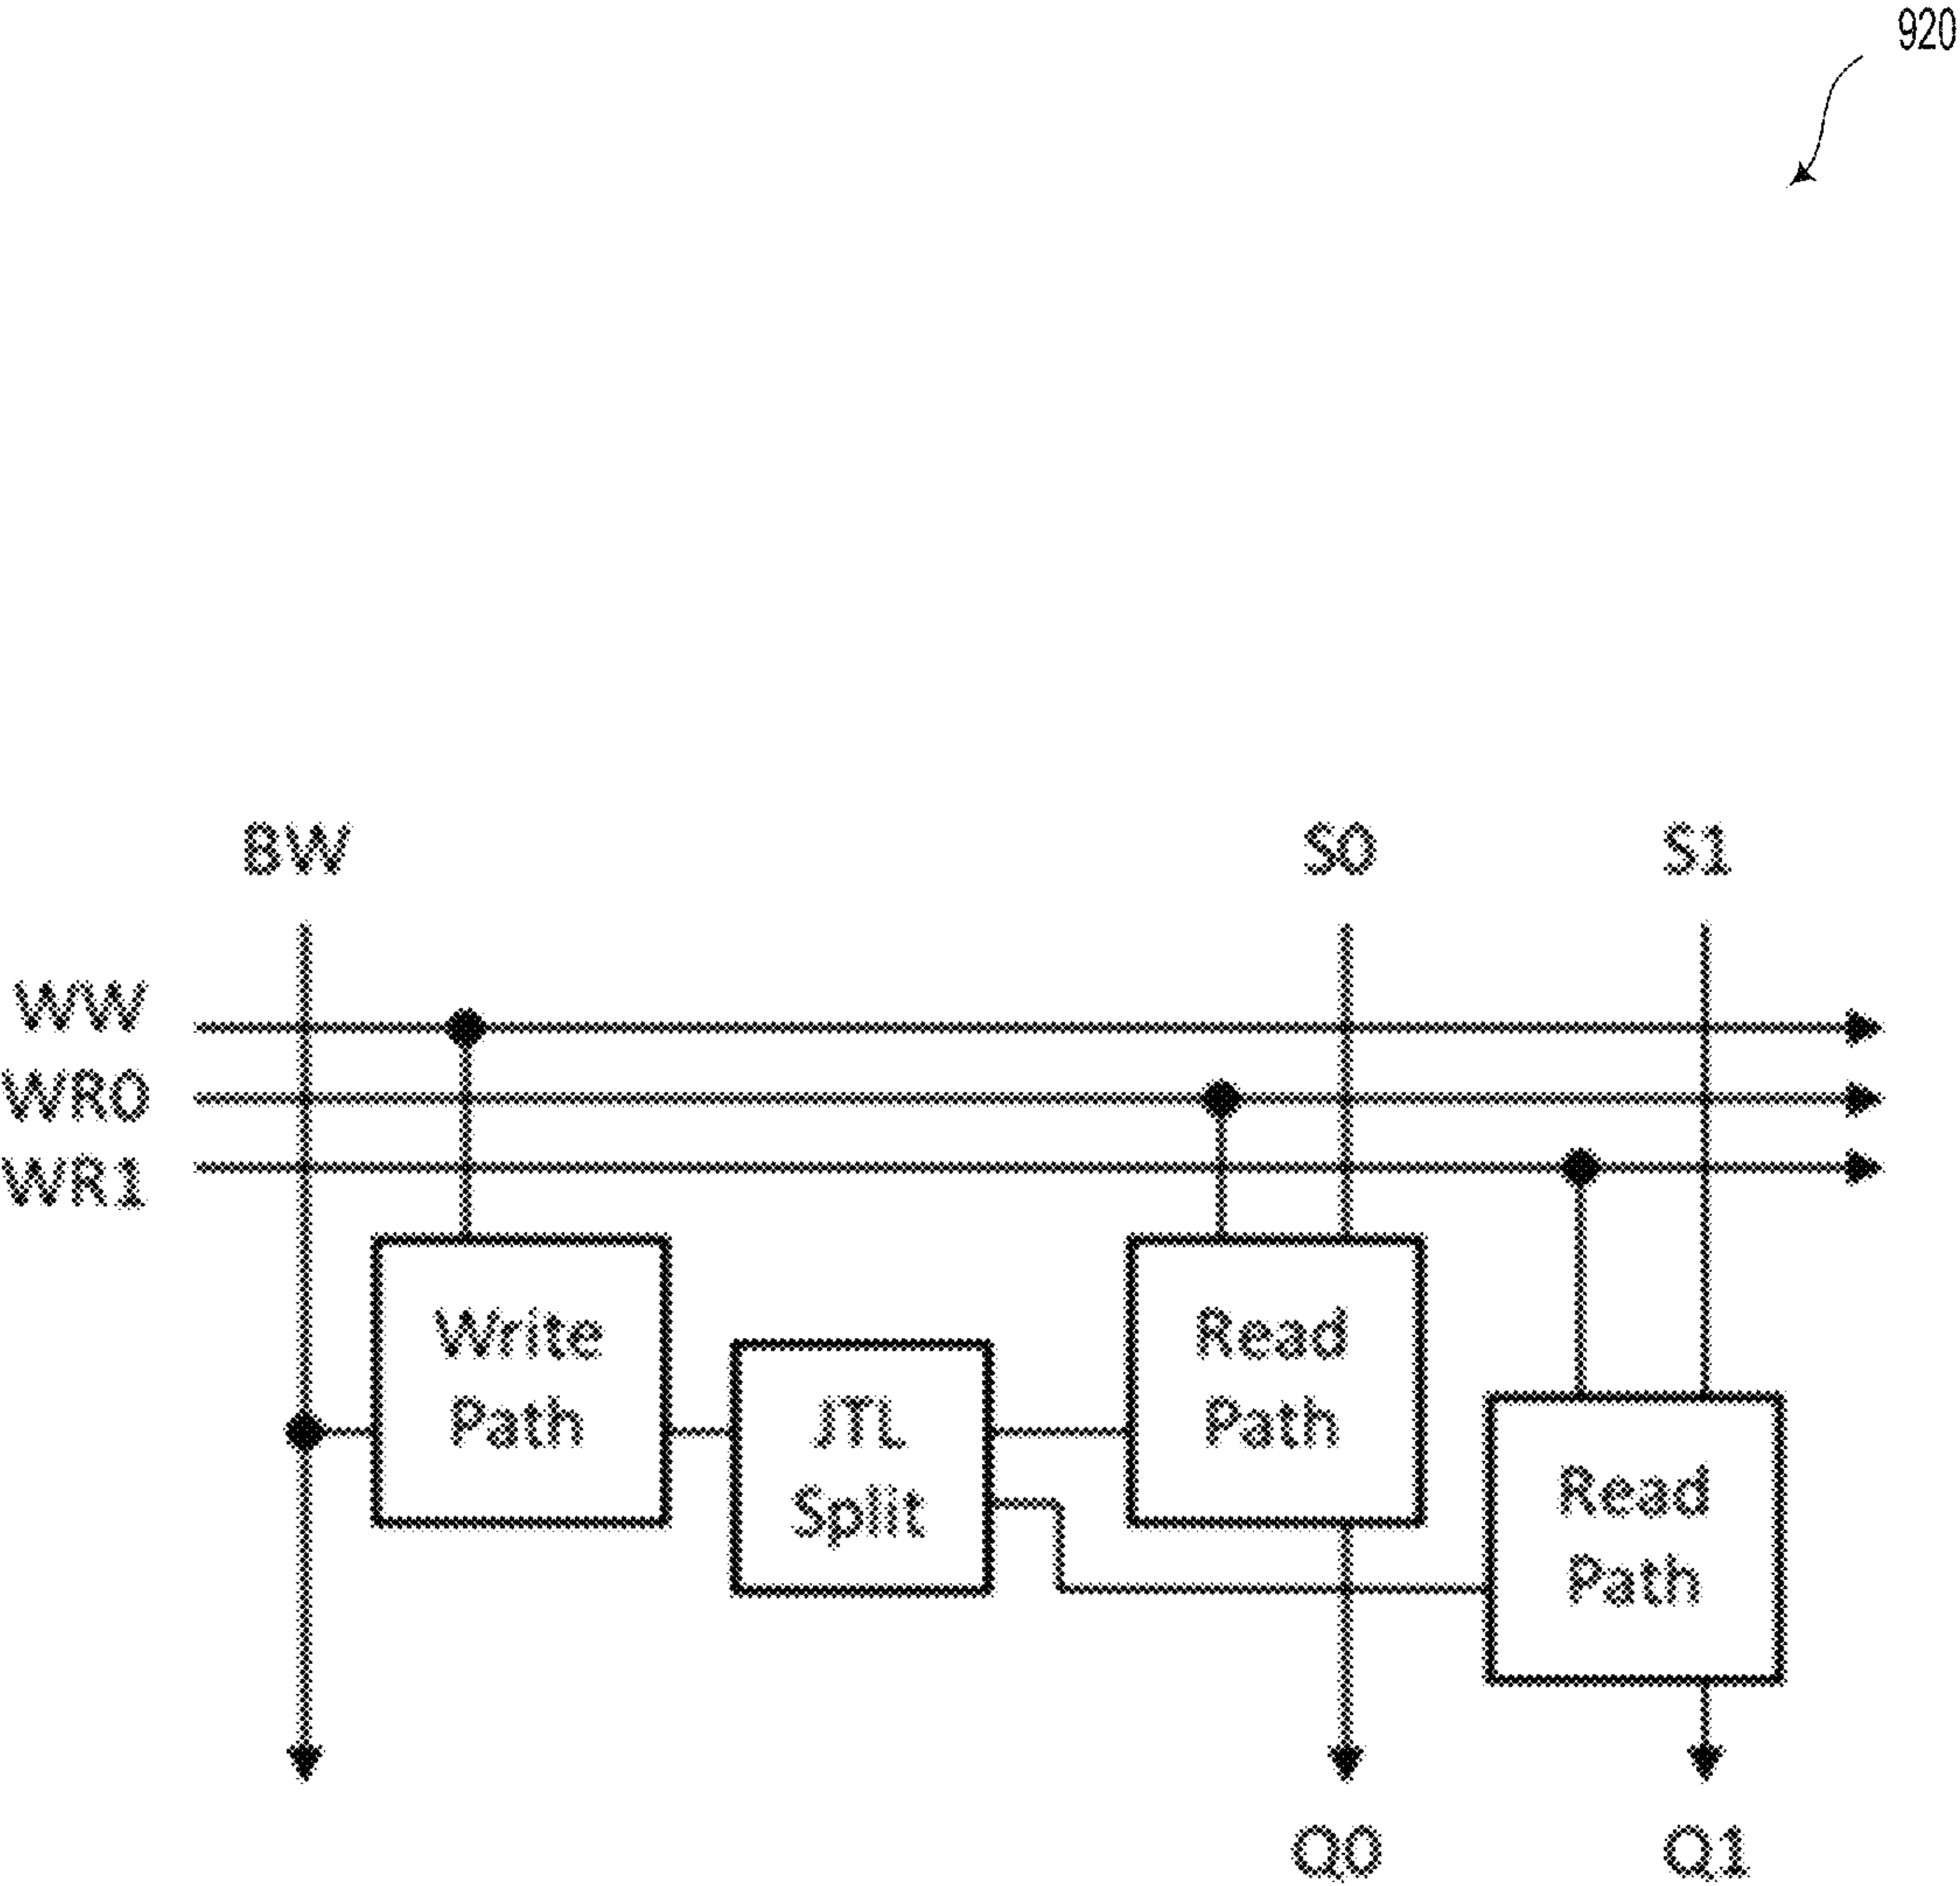 920
BW
S0
S1
WW
WR0
WR1
Write
Path
JTL
Split
Read
Path
Read
Path
Q0
Q1